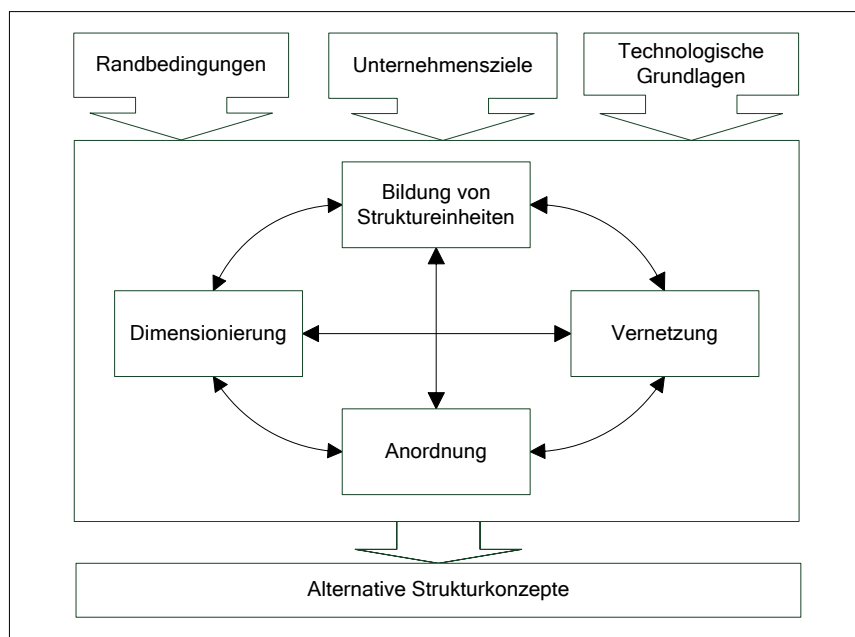 Randbedingungen
Unternehmensziele
Technologische
Grundlagen
Bildung von
Struktureinheiten
Dimensionierung
Vernetzung
Anordnung
Alternative Strukturkonzepte